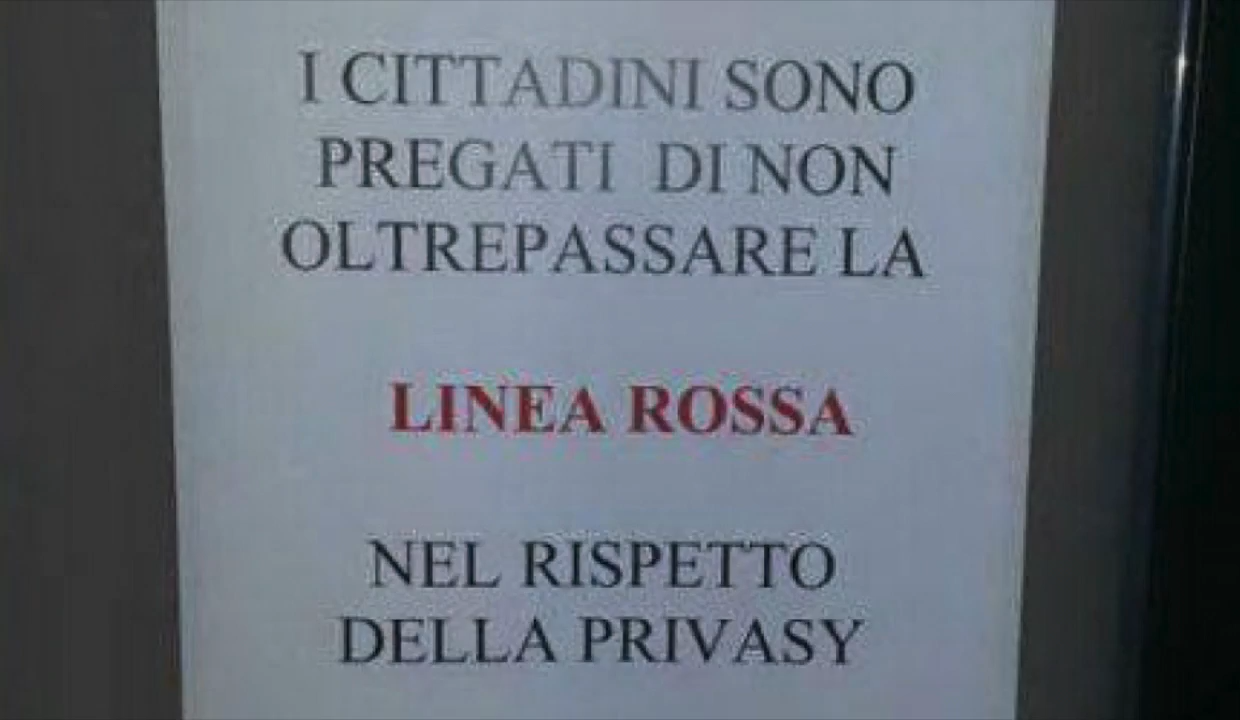 I CITTADINI SONO
PREGATI DI NON
OLTREPASSARE LA
LINEA ROSSA
NEL RISPETTO
DELLA PRIVASY